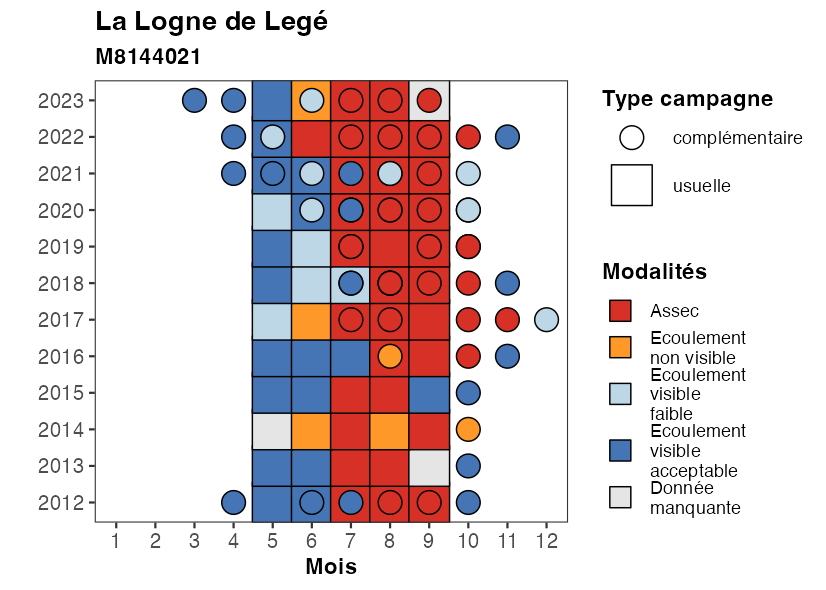 La Logne de Legé
M8144021
2023
2022
2021
2020
2019
2018
2017
2016
2015
2014
2013
2012
1 2 3 4 5 6 7 8 9 10 11 12
Mois
Type campagne
complémentaire
usuelle
Modalités
Assec
Ecoulement
non visible
Ecoulement
visible
faible
Ecoulement
visible
acceptable
Donnée
manquante